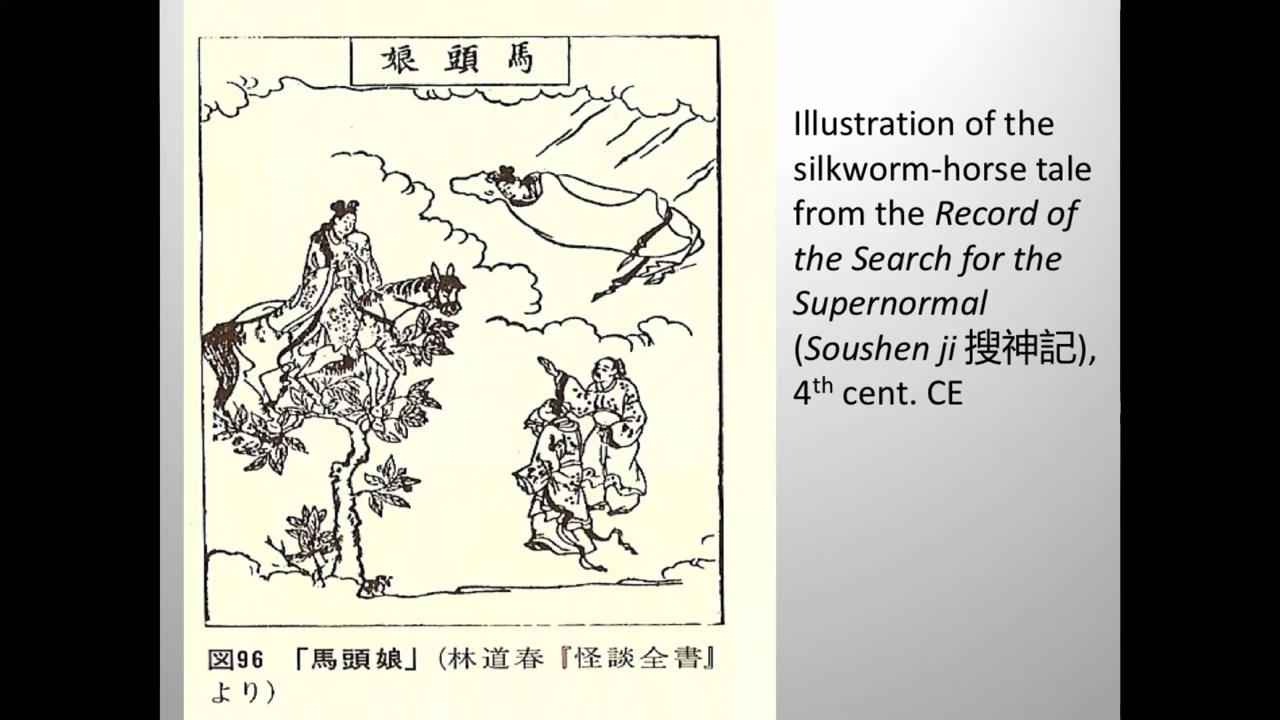 馬頭娘
図96 「馬頭娘」(林道春『怪談全書』
より)
Illustration of the
silkworm-horse tale
from the Record of
the Search for the
Supernormal
(Soushen ji 搜神記),
4th cent. CE